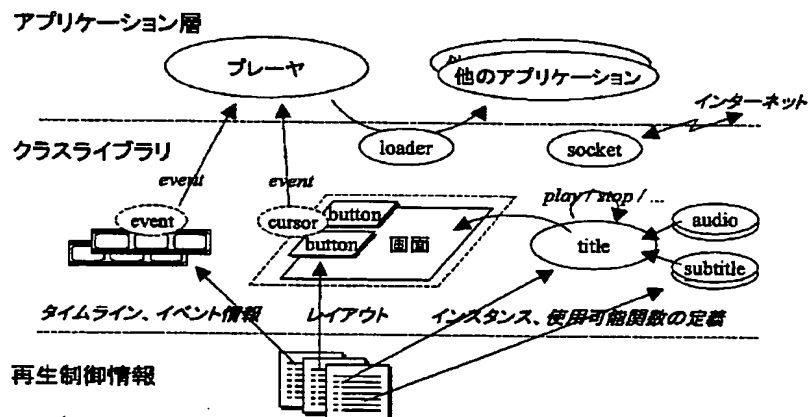 アプリケーション層
プレーヤ
他のアプリケーション
インターネット
loader
socket
クラスライブラリ
event
event
play / stop / ...
event
cursor
button
button
画面
title
audio
subtitle
タイムライン、イベント情報
レイアウト
インスタンス、使用可能関数の定義
再生制御情報